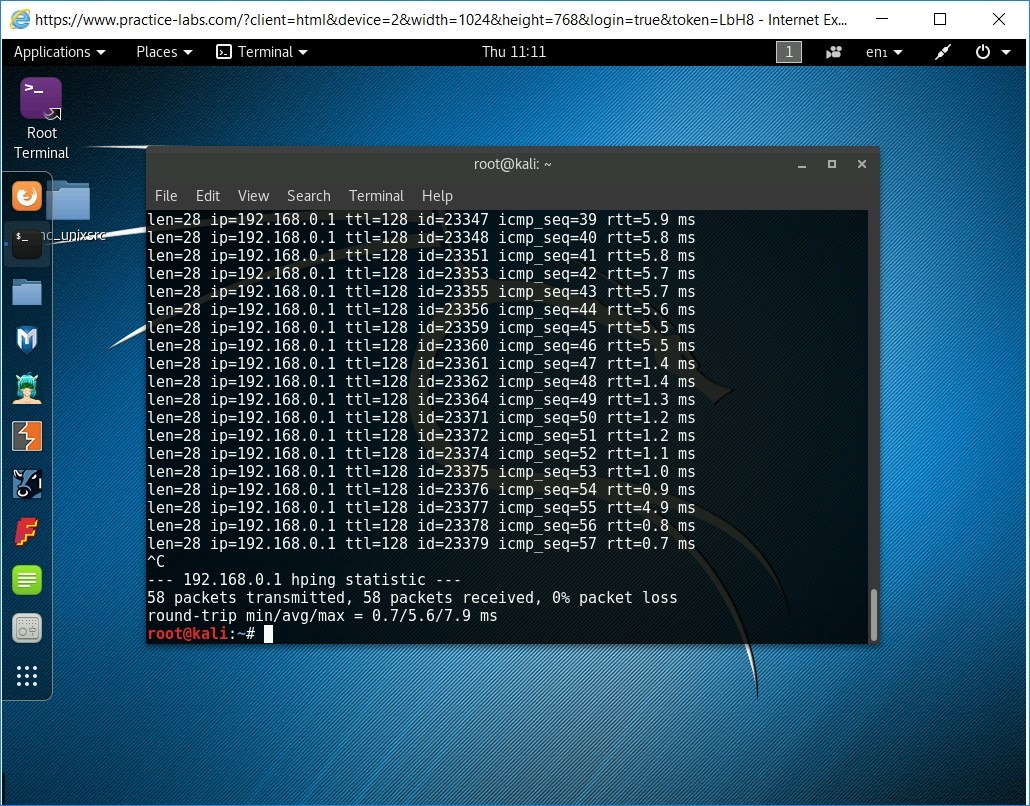 https://www.practice-labs.com/?client=html&device=2&width=1024&height=768&login=true&token=LbH8 - Internet Ex...
Applications Places Terminal Thu 11:11 1 en1
>_
Root
Terminal
$_
nc_unixsrc
root@kali: ~
File Edit View Search Terminal Help
len=28 ip=192.168.0.1 ttl=128 id=23347 icmp_seq=39 rtt=5.9 ms
len=28 ip=192.168.0.1 ttl=128 id=23348 icmp_seq=40 rtt=5.8 ms
len=28 ip=192.168.0.1 ttl=128 id=23351 icmp_seq=41 rtt=5.8 ms
len=28 ip=192.168.0.1 ttl=128 id=23353 icmp_seq=42 rtt=5.7 ms
len=28 ip=192.168.0.1 ttl=128 id=23355 icmp_seq=43 rtt=5.7 ms
len=28 ip=192.168.0.1 ttl=128 id=23356 icmp_seq=44 rtt=5.6 ms
len=28 ip=192.168.0.1 ttl=128 id=23359 icmp_seq=45 rtt=5.5 ms
len=28 ip=192.168.0.1 ttl=128 id=23360 icmp_seq=46 rtt=5.5 ms
len=28 ip=192.168.0.1 ttl=128 id=23361 icmp_seq=47 rtt=1.4 ms
len=28 ip=192.168.0.1 ttl=128 id=23362 icmp_seq=48 rtt=1.4 ms
len=28 ip=192.168.0.1 ttl=128 id=23364 icmp_seq=49 rtt=1.3 ms
len=28 ip=192.168.0.1 ttl=128 id=23371 icmp_seq=50 rtt=1.2 ms
len=28 ip=192.168.0.1 ttl=128 id=23372 icmp_seq=51 rtt=1.2 ms
len=28 ip=192.168.0.1 ttl=128 id=23374 icmp_seq=52 rtt=1.1 ms
len=28 ip=192.168.0.1 ttl=128 id=23375 icmp_seq=53 rtt=1.0 ms
len=28 ip=192.168.0.1 ttl=128 id=23376 icmp_seq=54 rtt=0.9 ms
len=28 ip=192.168.0.1 ttl=128 id=23377 icmp_seq=55 rtt=4.9 ms
len=28 ip=192.168.0.1 ttl=128 id=23378 icmp_seq=56 rtt=0.8 ms
len=28 ip=192.168.0.1 ttl=128 id=23379 icmp_seq=57 rtt=0.7 ms
^C
--- 192.168.0.1 hping statistic ---
58 packets transmitted, 58 packets received, 0% packet loss
round-trip min/avg/max = 0.7/5.6/7.9 ms
root@kali:~#